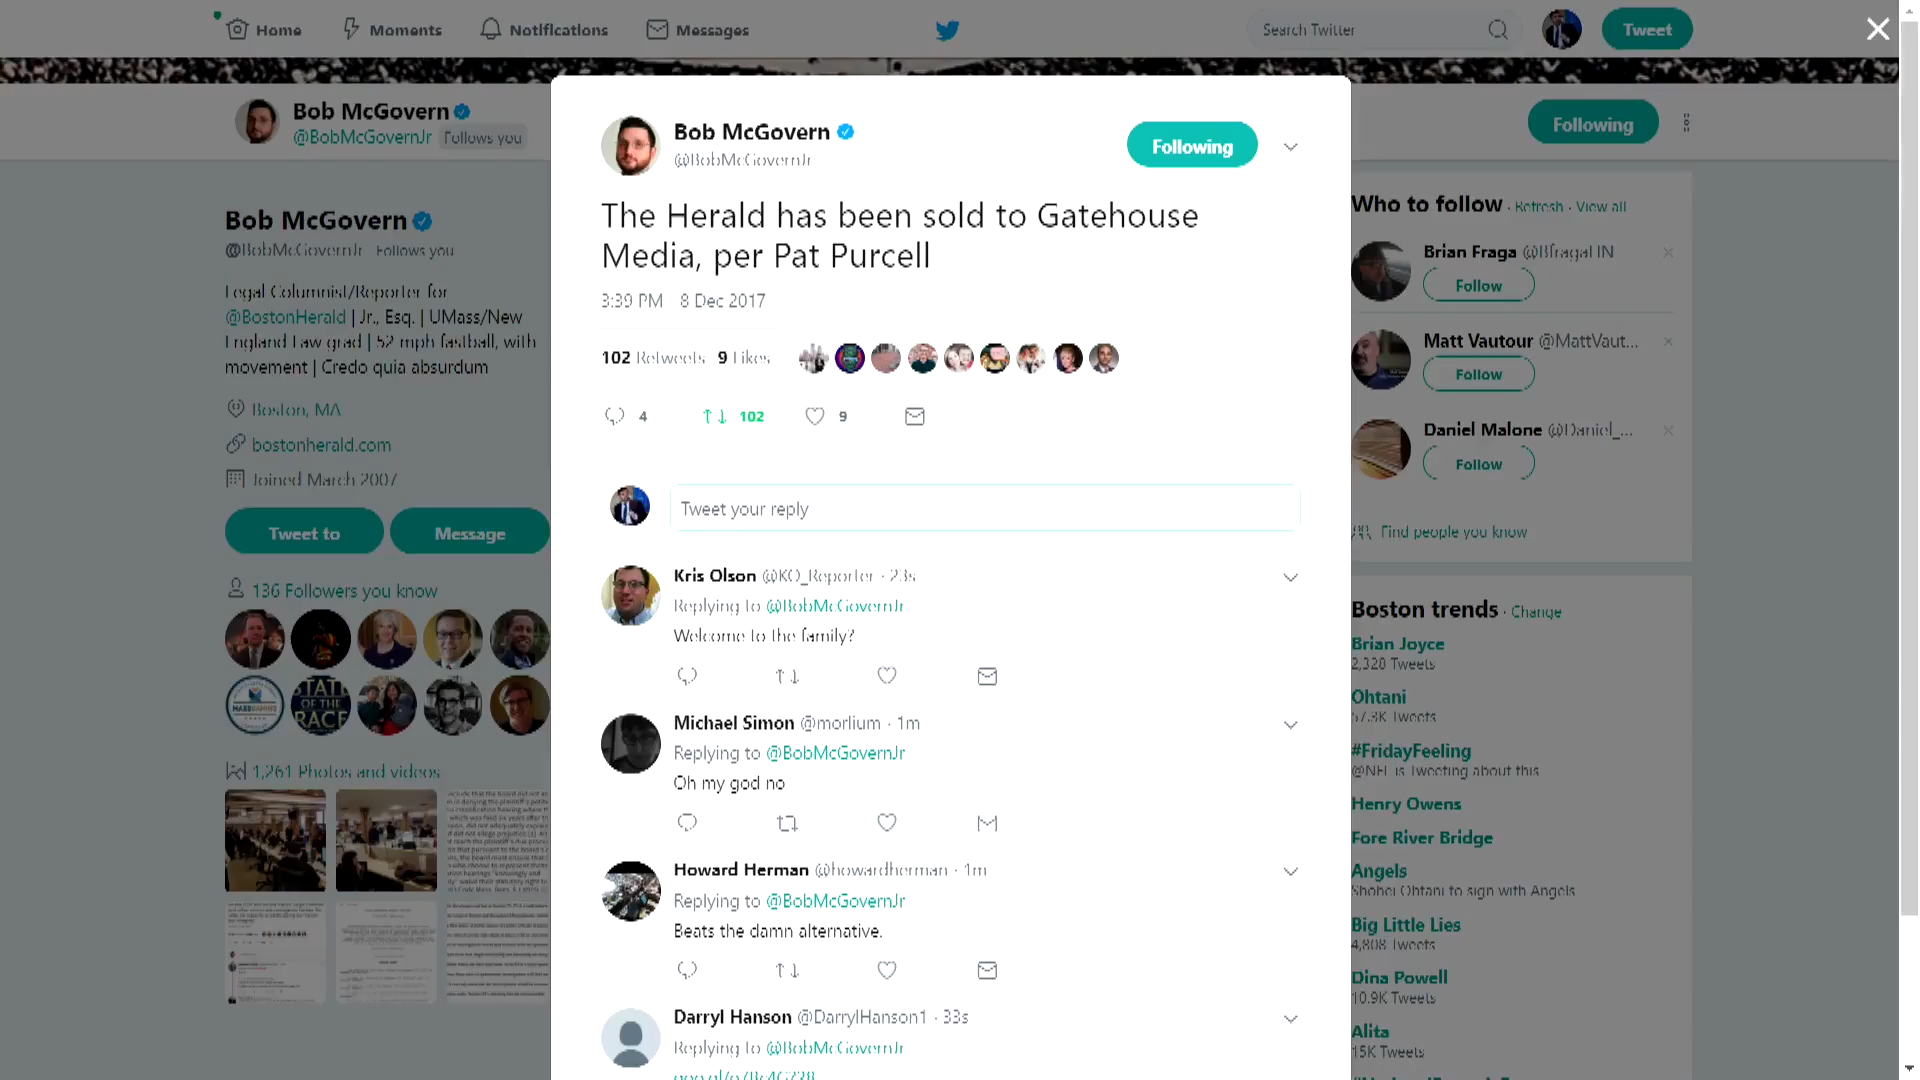 Home
Moments
Notifications
Messages
Search Twitter
Tweet
Bob McGovern
@BobMcGovernJr Follows you
Following
Bob McGovern
@BobMcGovernJr Follows you
Legal Columnist/Reporter for
@BostonHerald | Jr., Esq. | UMass/New
England Law grad | 52 mph fastball, with
movement | Credo quia absurdum
Boston, MA
bostonherald.com
Joined March 2007
Tweet to
Message
136 Followers you know
STATE
OF THE
RACE
1,261 Photos and videos
Bob McGovern
@BobMcGovernJr
Following
The Herald has been sold to Gatehouse
Media, per Pat Purcell
3:39 PM 8 Dec 2017
102 Retweets 9 Likes
4
102
9
Tweet your reply
Kris Olson @KO_Reporter · 23s
Replying to @BobMcGovernJr
Welcome to the family?
Michael Simon @morlium · 1m
Replying to @BobMcGovernJr
Oh my god no
Howard Herman @howardherman · 1m
Replying to @BobMcGovernJr
Beats the damn alternative.
Darryl Hanson @DarrylHanson1 · 33s
Replying to @BobMcGovernJr
Who to follow · Refresh · View all
Brian Fraga @BfragaHN
Follow
Matt Vautour @MattVaut...
Follow
Daniel Malone @Daniel_...
Follow
Find people you know
Boston trends · Change
Brian Joyce
2,320 Tweets
Ohtani
57.3K Tweets
#FridayFeeling
@NFL is Tweeting about this
Henry Owens
Fore River Bridge
Angels
Shohei Ohtani to sign with Angels
Big Little Lies
4,808 Tweets
Dina Powell
10.9K Tweets
Alita
15K Tweets